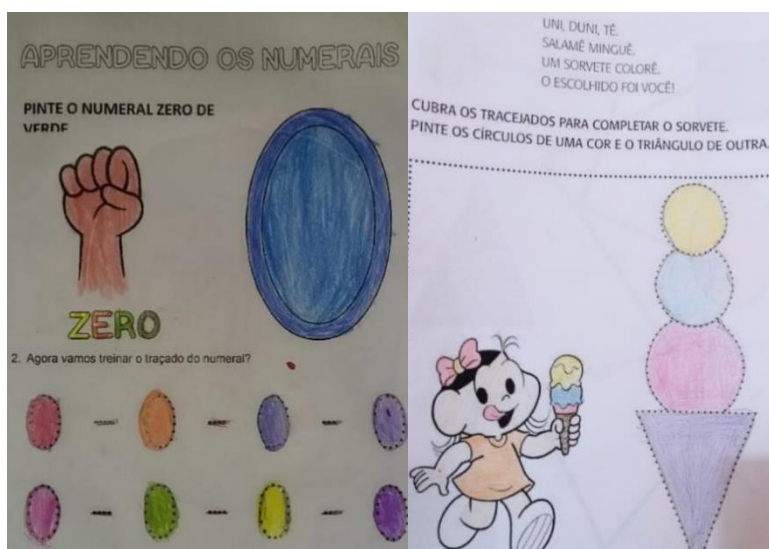 APRENDENDO OS NUMERAIS
PINTE O NUMERAL ZERO DE
VERDE
ZERO
2. Agora vamos treinar o traçado do numeral?
UNI, DUNI, TÊ.
SALAMÊ MINGUÊ.
UM SORVETE COLORÊ.
O ESCOLHIDO FOI VOCÊ!
CUBRA OS TRACEJADOS PARA COMPLETAR O SORVETE.
PINTE OS CÍRCULOS DE UMA COR E O TRIÂNGULO DE OUTRA.